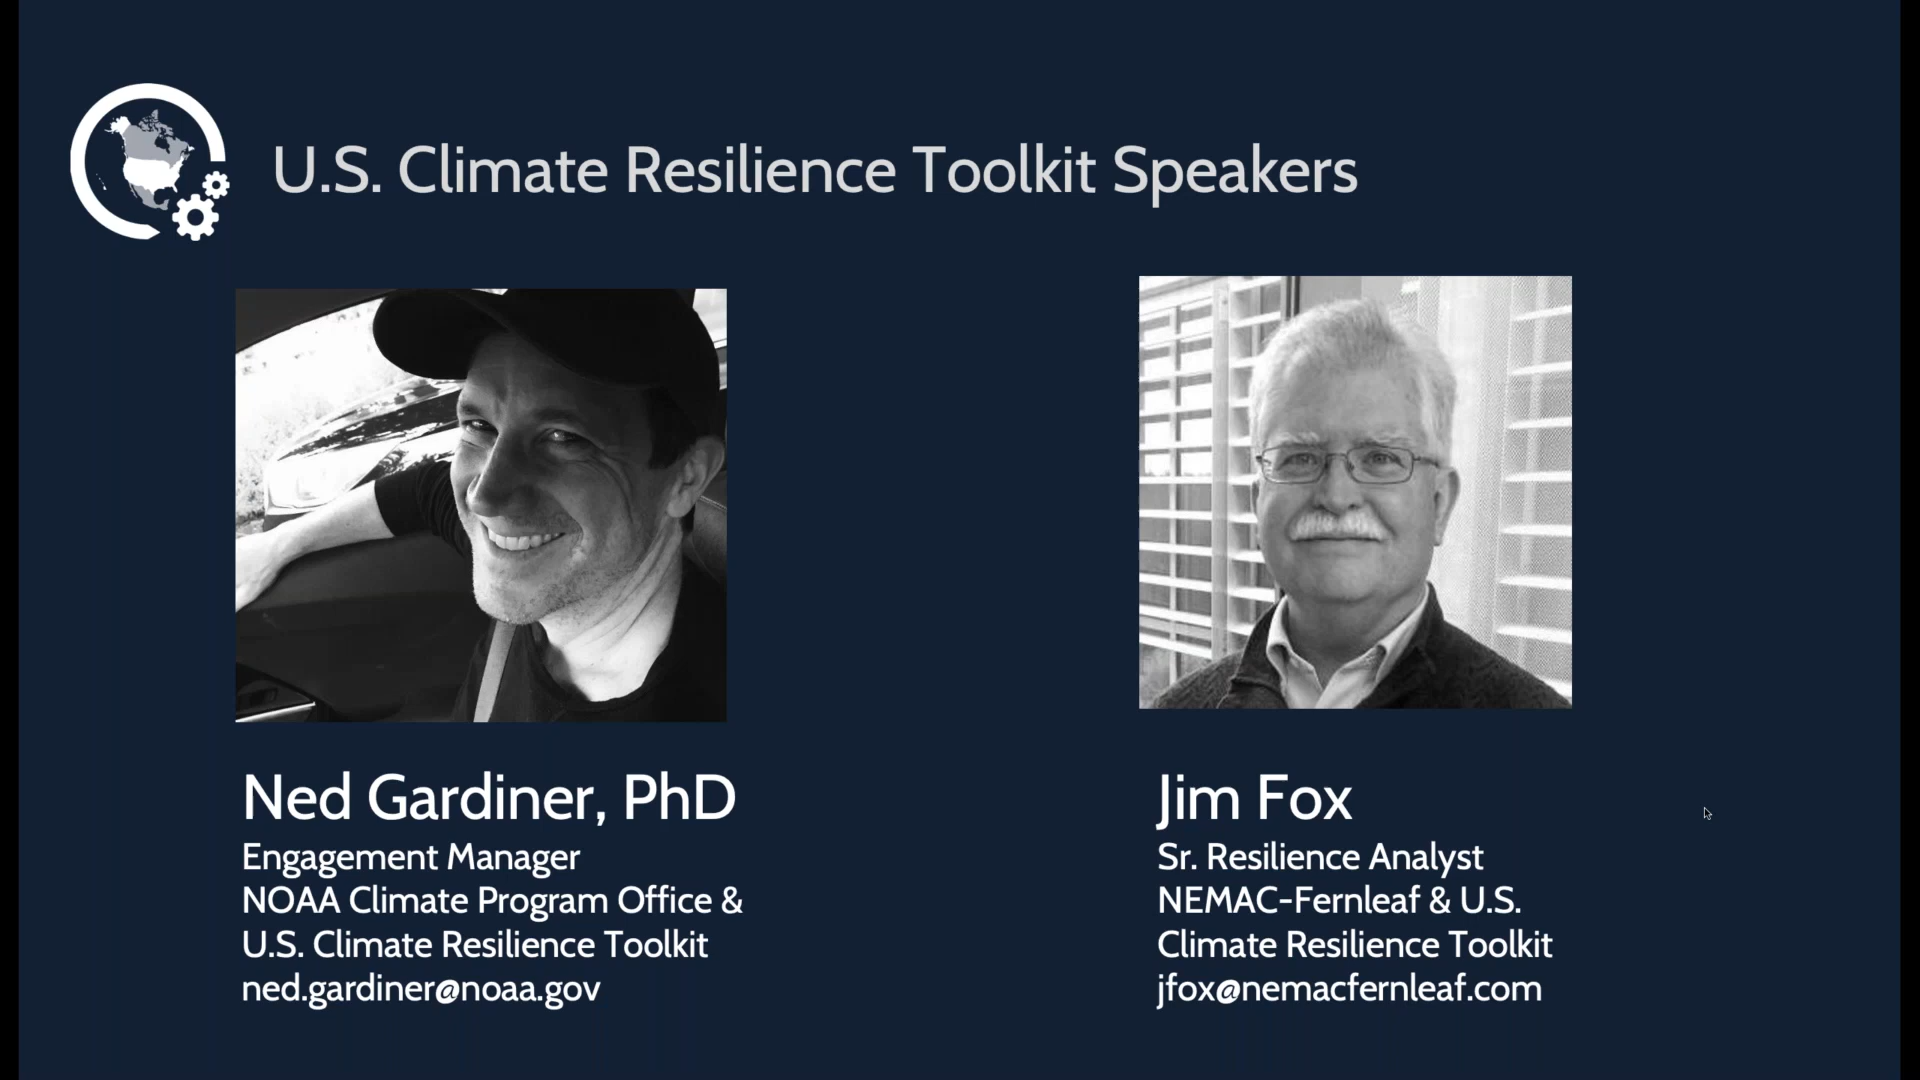 U.S. Climate Resilience Toolkit Speakers
Ned Gardiner, PhD
Engagement Manager
NOAA Climate Program Office &
U.S. Climate Resilience Toolkit
ned.gardiner@noaa.gov
Jim Fox
Sr. Resilience Analyst
NEMAC-Fernleaf & U.S.
Climate Resilience Toolkit
jfox@nemacfernleaf.com